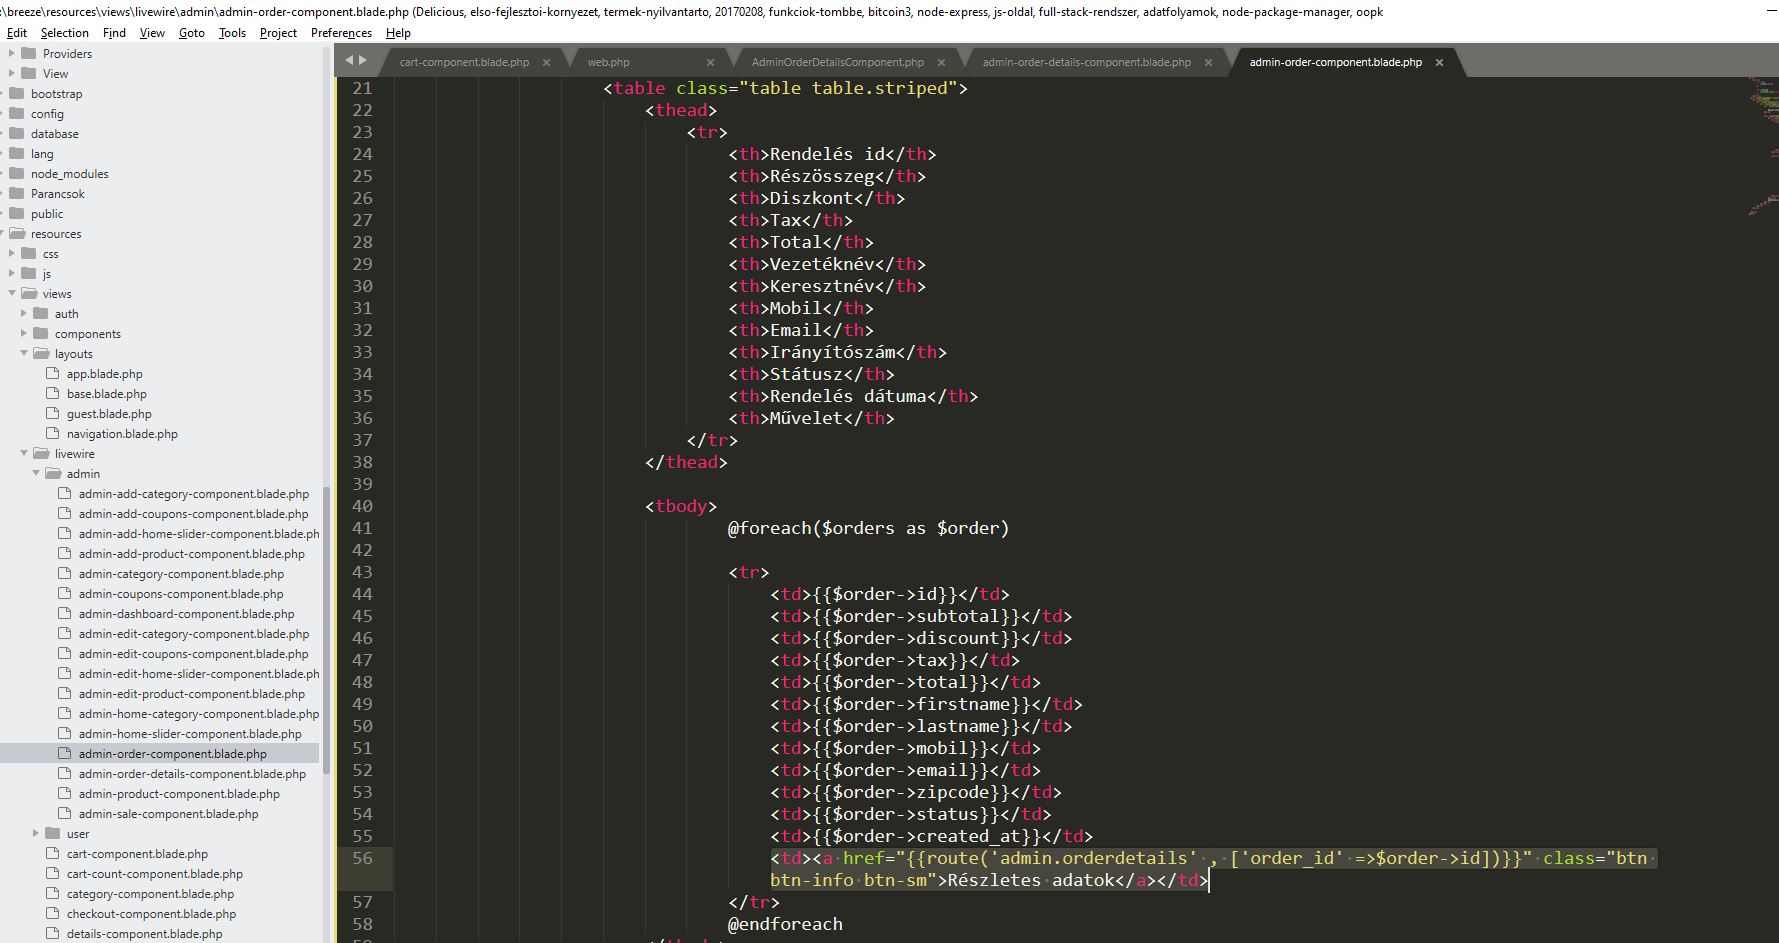 :\breeze\resources\views\livewire\admin\admin-order-component.blade.php (Delicious, elso-fejlesztoi-kornyezet, termek-nyilvantarto, 20170208, funkciok-tombbe, bitcoin3, node-express, js-oldal, full-stack-rendszer, adatfolyamok, node-package-manager, oopk
Edit Selection Find View Goto Tools Project Preferences Help
Providers
View
bootstrap
config
database
lang
node_modules
Parancsok
public
resources
css
js
views
auth
components
layouts
app.blade.php
base.blade.php
guest.blade.php
navigation.blade.php
livewire
admin
admin-add-category-component.blade.php
admin-add-coupons-component.blade.php
admin-add-home-slider-component.blade.ph
admin-add-product-component.blade.php
admin-category-component.blade.php
admin-coupons-component.blade.php
admin-dashboard-component.blade.php
admin-edit-category-component.blade.php
admin-edit-coupons-component.blade.php
admin-edit-home-slider-component.blade.ph
admin-edit-product-component.blade.php
admin-home-category-component.blade.php
admin-home-slider-component.blade.php
admin-order-component.blade.php
admin-order-details-component.blade.php
admin-product-component.blade.php
admin-sale-component.blade.php
user
cart-component.blade.php
cart-count-component.blade.php
category-component.blade.php
checkout-component.blade.php
details-component.blade.php
cart-component.blade.php × web.php × AdminOrderDetailsComponent.php × admin-order-details-component.blade.php × admin-order-component.blade.php ×
21 <table class="table table.striped">
22 <thead>
23 <tr>
24 <th>Rendelés id</th>
25 <th>Részösszeg</th>
26 <th>Diszkont</th>
27 <th>Tax</th>
28 <th>Total</th>
29 <th>Vezetéknév</th>
30 <th>Keresztnév</th>
31 <th>Mobil</th>
32 <th>Email</th>
33 <th>Irányítószám</th>
34 <th>Státusz</th>
35 <th>Rendelés dátuma</th>
36 <th>Művelet</th>
37 </tr>
38 </thead>
39
40 <tbody>
41 @foreach($orders as $order)
42
43 <tr>
44 <td>{{$order->id}}</td>
45 <td>{{$order->subtotal}}</td>
46 <td>{{$order->discount}}</td>
47 <td>{{$order->tax}}</td>
48 <td>{{$order->total}}</td>
49 <td>{{$order->firstname}}</td>
50 <td>{{$order->lastname}}</td>
51 <td>{{$order->mobil}}</td>
52 <td>{{$order->email}}</td>
53 <td>{{$order->zipcode}}</td>
54 <td>{{$order->status}}</td>
55 <td>{{$order->created_at}}</td>
56 <td><a href="{{route('admin.orderdetails' , ['order_id' =>$order->id])}}" class="btn
btn-info btn-sm">Részletes adatok</a></td>
57 </tr>
58 @endforeach